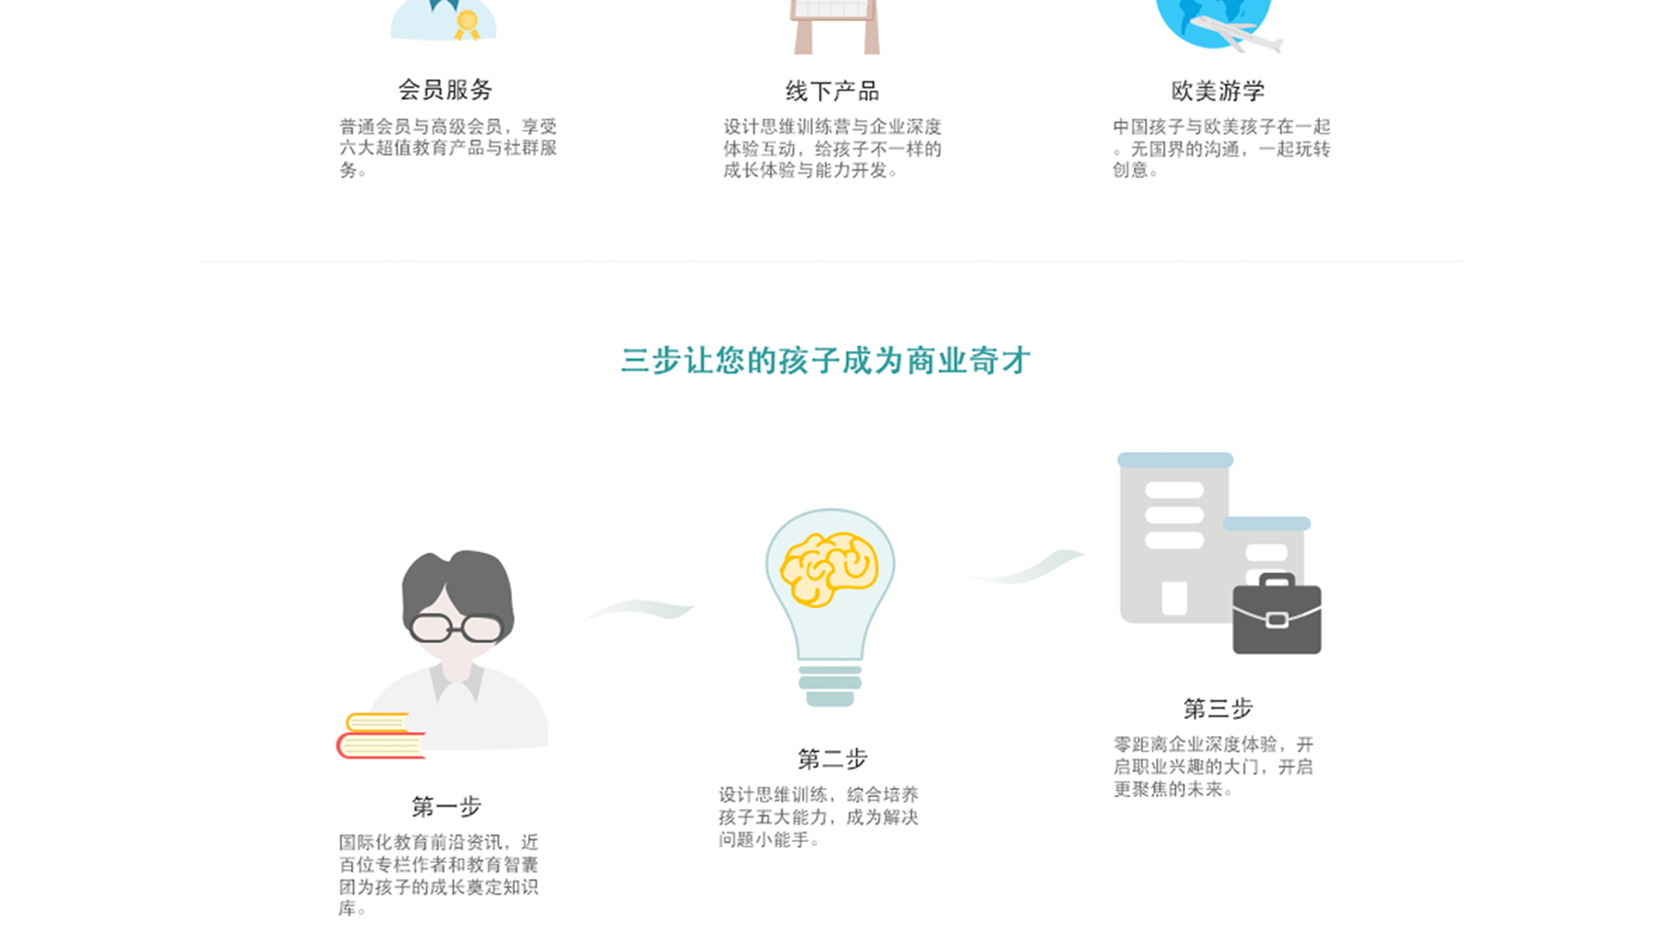 会员服务
普通会员与高级会员，享受
六大超值教育产品与社群服
务。
线下产品
设计思维训练营与企业深度
体验互动，给孩子不一样的
成长体验与能力开发。
欧美游学
中国孩子与欧美孩子在一起
。无国界的沟通，一起玩转
创意。
三步让您的孩子成为商业奇才
第一步
国际化教育前沿资讯，近
百位专栏作者和教育智囊
团为孩子的成长奠定知识
库。
第二步
设计思维训练，综合培养
孩子五大能力，成为解决
问题小能手。
第三步
零距离企业深度体验，开
启职业兴趣的大门，开启
更聚焦的未来。